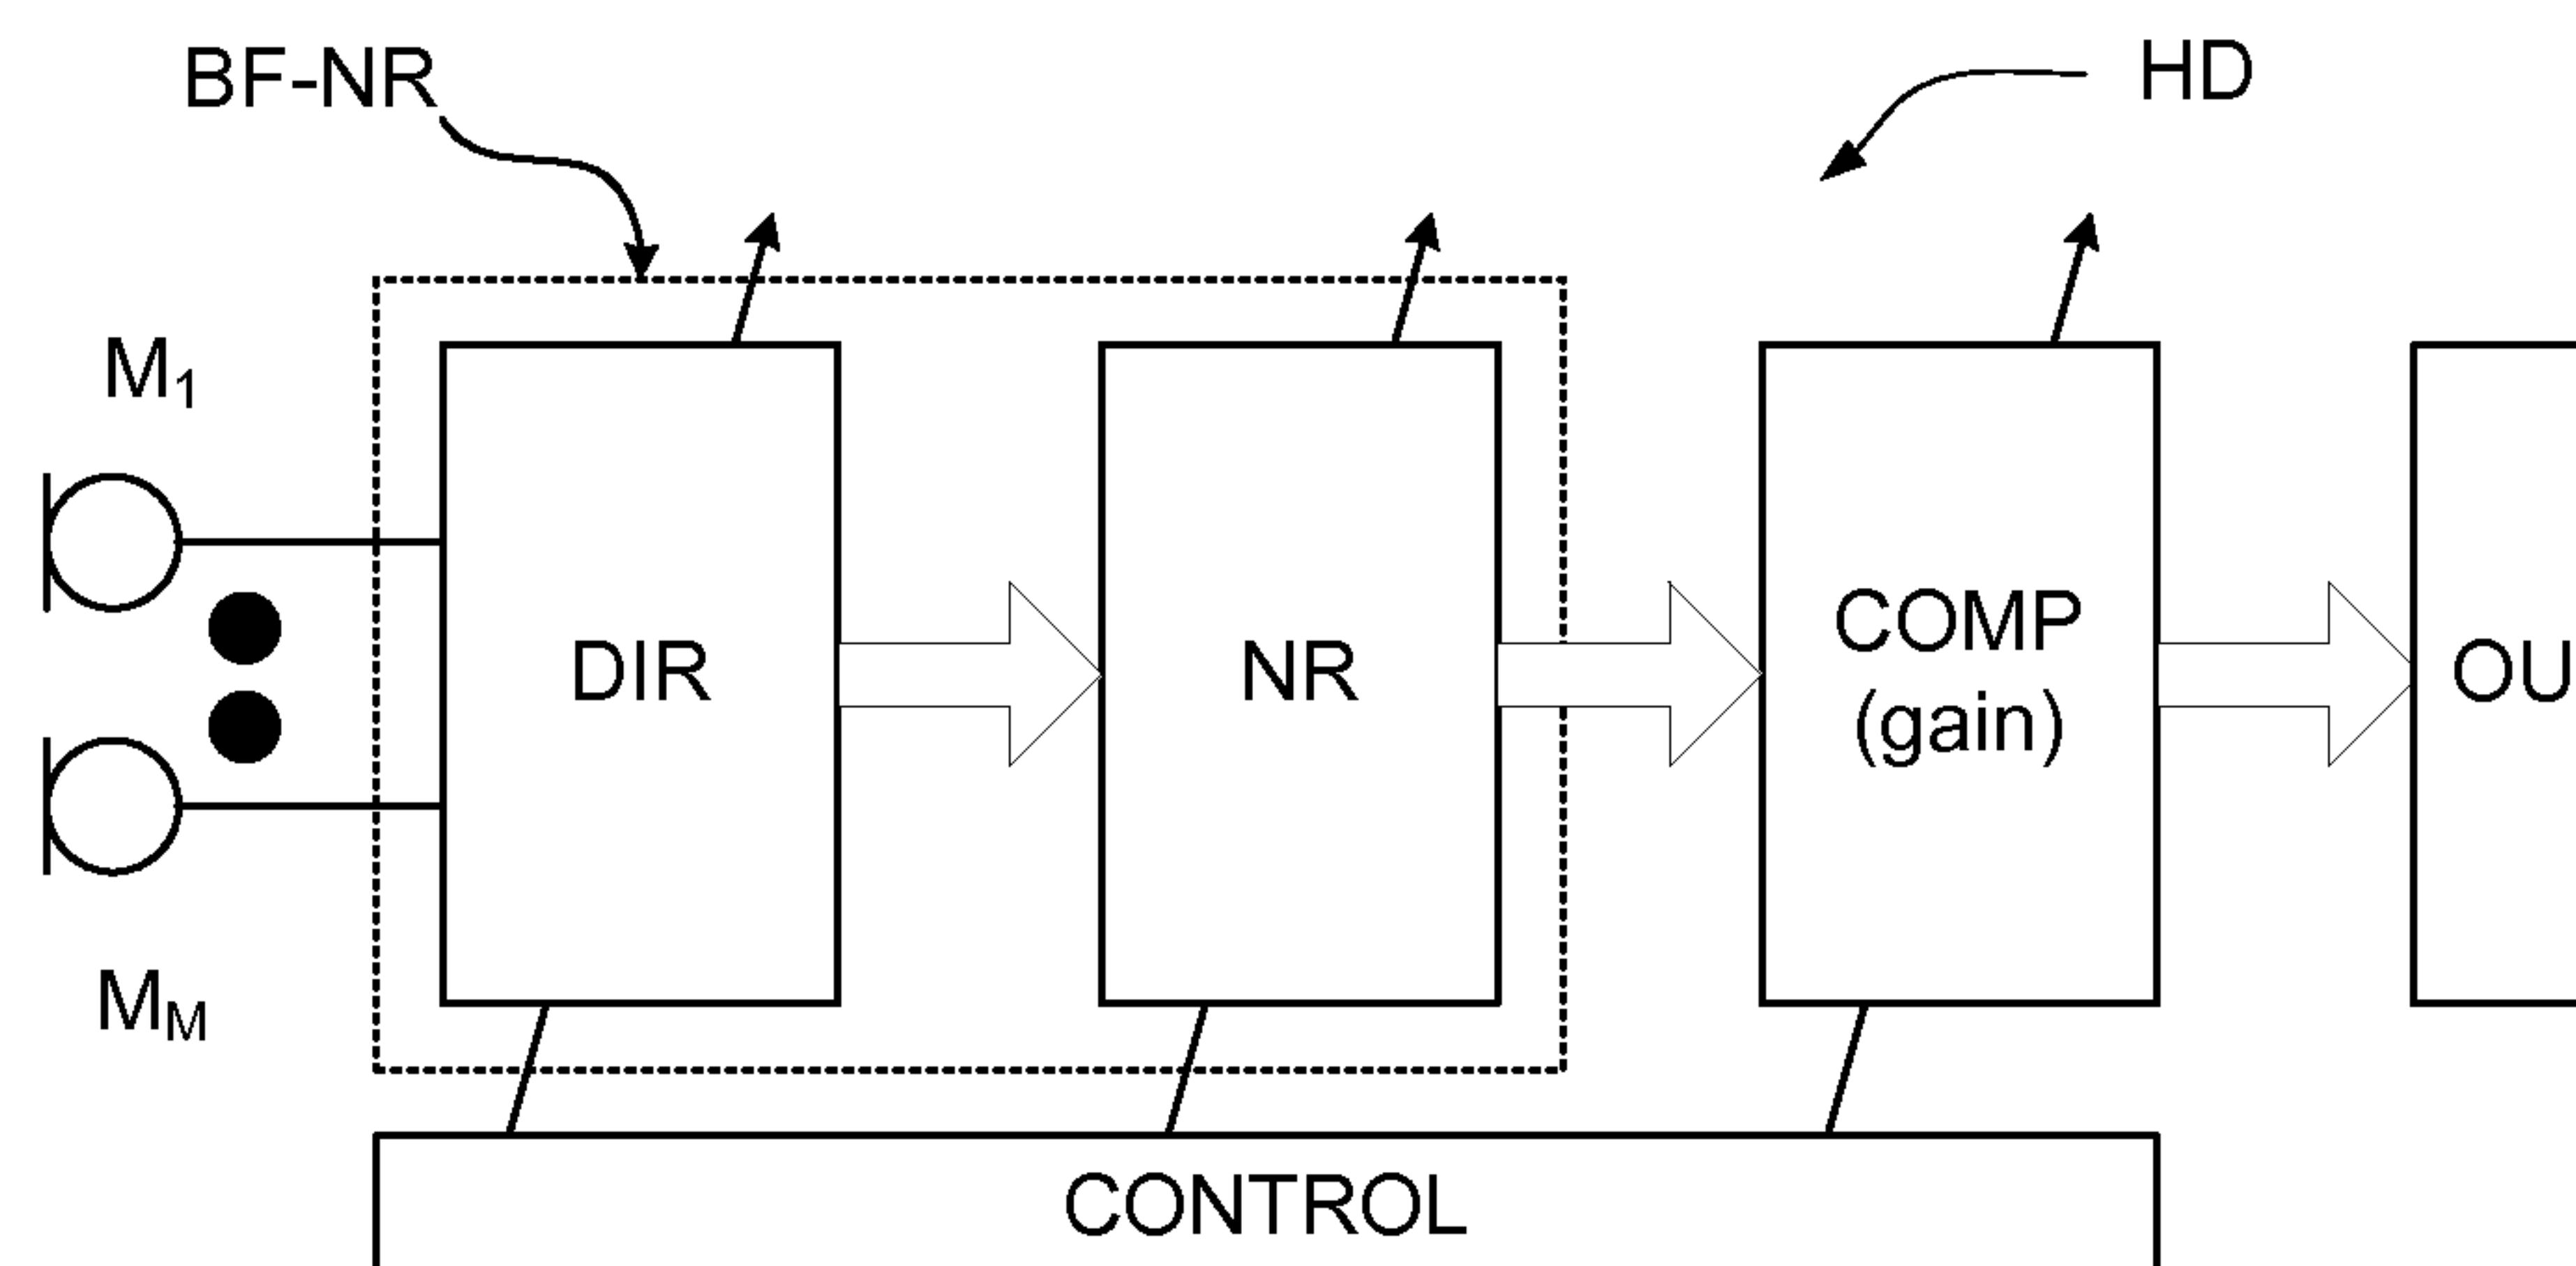 BF-NR
HD
M1
DIR
NR
COMP
(gain)
OU
MM
CONTROL